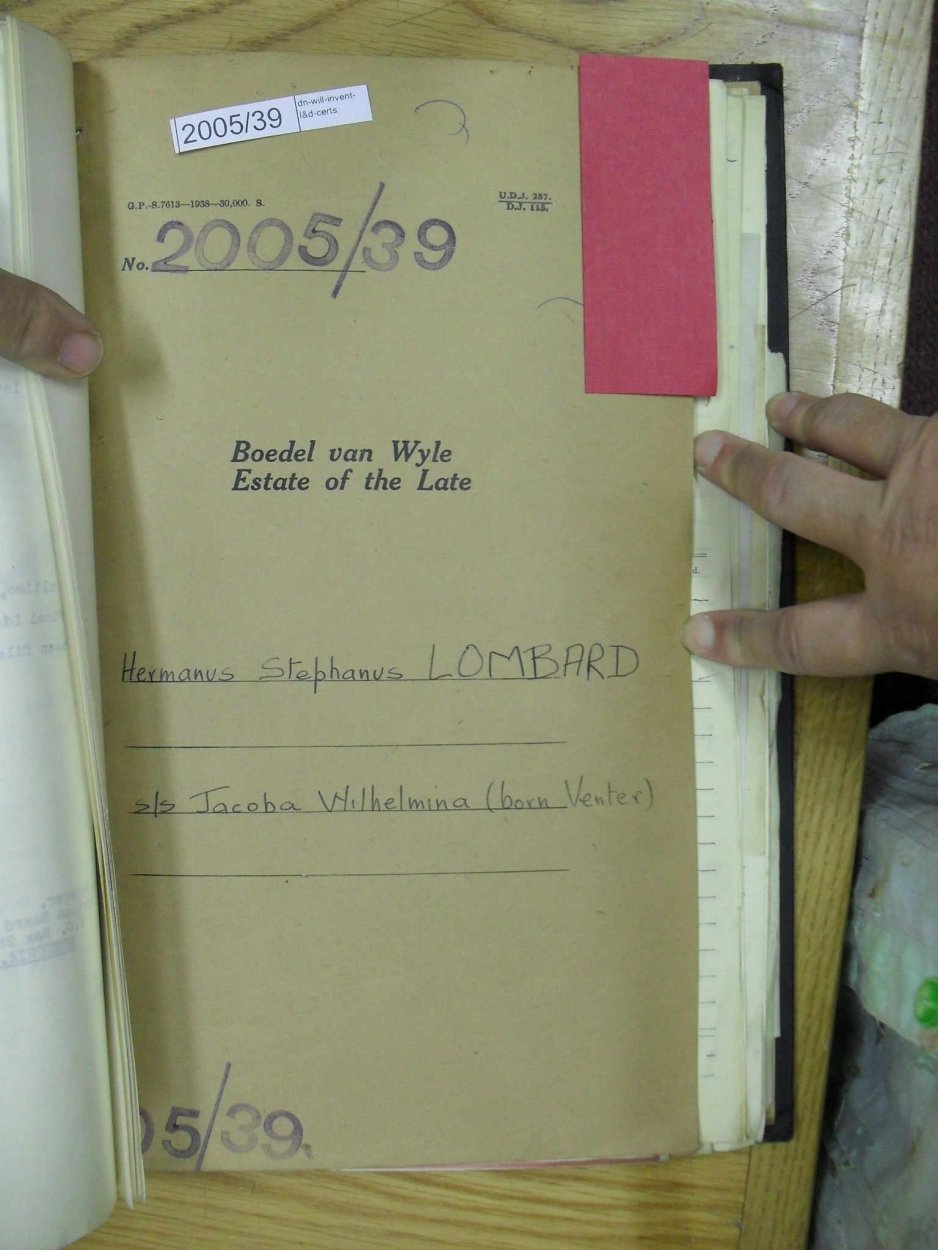 2005/39 dn-will-invent-
l&d-certs
G.P.-S.7613—1938—30,000. S.
U.D.J. 257.
D.J. 115.
No. 2005/39
Boedel van Wyle
Estate of the Late
Hermanus Stephanus LOMBARD
s/s Jacoba Wilhelmina (born Venter)
05/39.